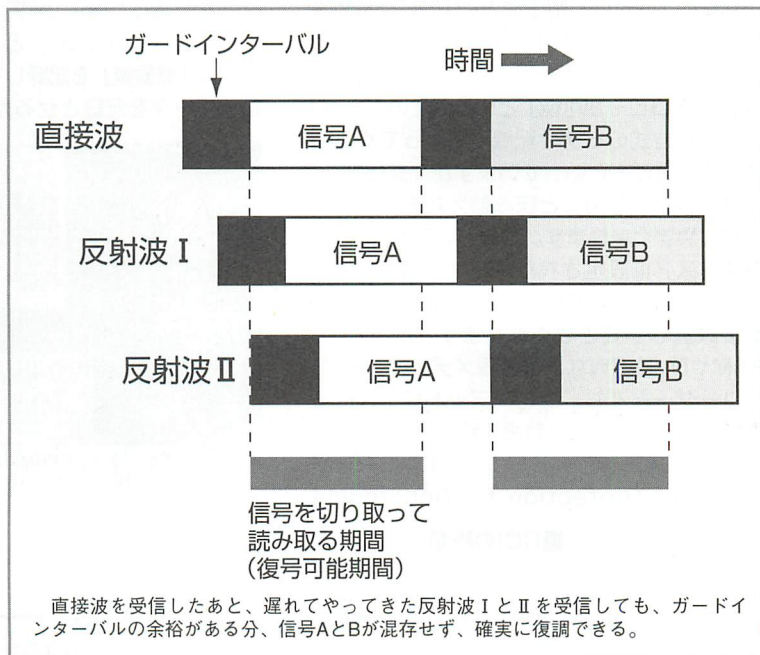 ガードインターバル
時間
直接波
信号A
信号B
反射波Ⅰ
信号A
信号B
反射波Ⅱ
信号A
信号B
信号を切り取って
読み取る期間
(復号可能期間)
直接波を受信したあと、遅れてやってきた反射波ⅠとⅡを受信しても、ガードイ
ンターバルの余裕がある分、信号AとBが混存せず、確実に復調できる。